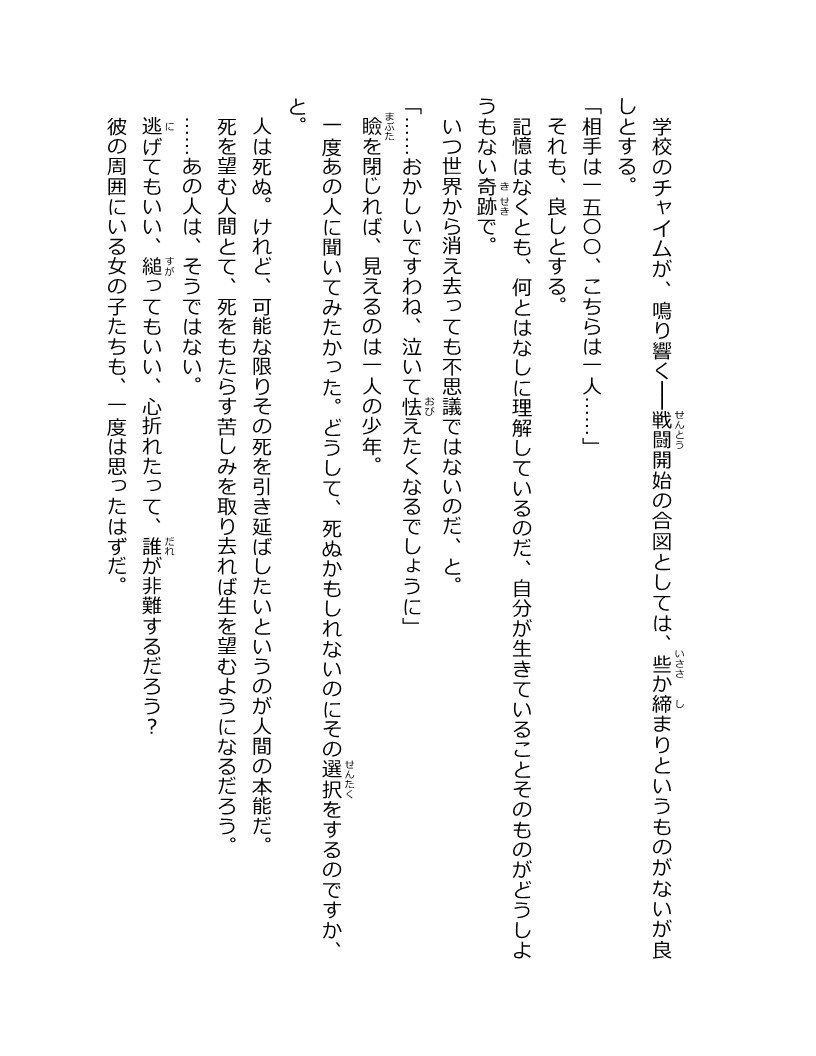 学校のチャイムが、鳴り響く――戦闘開始の合図としては、些か締まりというものがないが良
しとする。
「相手は一五〇〇、こちらは一人……」
それも、良しとする。
記憶はなくとも、何とはなしに理解しているのだ、自分が生きていることそのものがどうしよ
うもない奇跡で。
いつ世界から消え去っても不思議ではないのだ、と。
「……おかしいですわね、泣いて怯えたくなるでしょうに」
瞼を閉じれば、見えるのは一人の少年。
一度あの人に聞いてみたかった。どうして、死ぬかもしれないのにその選択をするのですか、
と。
人は死ぬ。けれど、可能な限りその死を引き延ばしたいというのが人間の本能だ。
死を望む人間とて、死をもたらす苦しみを取り去れば生を望むようになるだろう。
……あの人は、そうではない。
逃げてもいい、縋ってもいい、心折れたって、誰が非難するだろう？
彼の周囲にいる女の子たちも、一度は思ったはずだ。